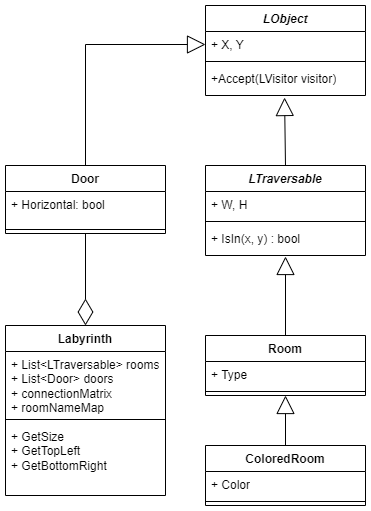 LObject
+ X, Y
+Accept(LVisitor visitor)
Door
+ Horizontal: bool
LTraversable
+ W, H
+ IsIn(x, y) : bool
Labyrinth
+ List<LTraversable> rooms
+ List<Door> doors
+ connectionMatrix
+ roomNameMap
+ GetSize
+ GetTopLeft
+ GetBottomRight
Room
+ Type
ColoredRoom
+ Color